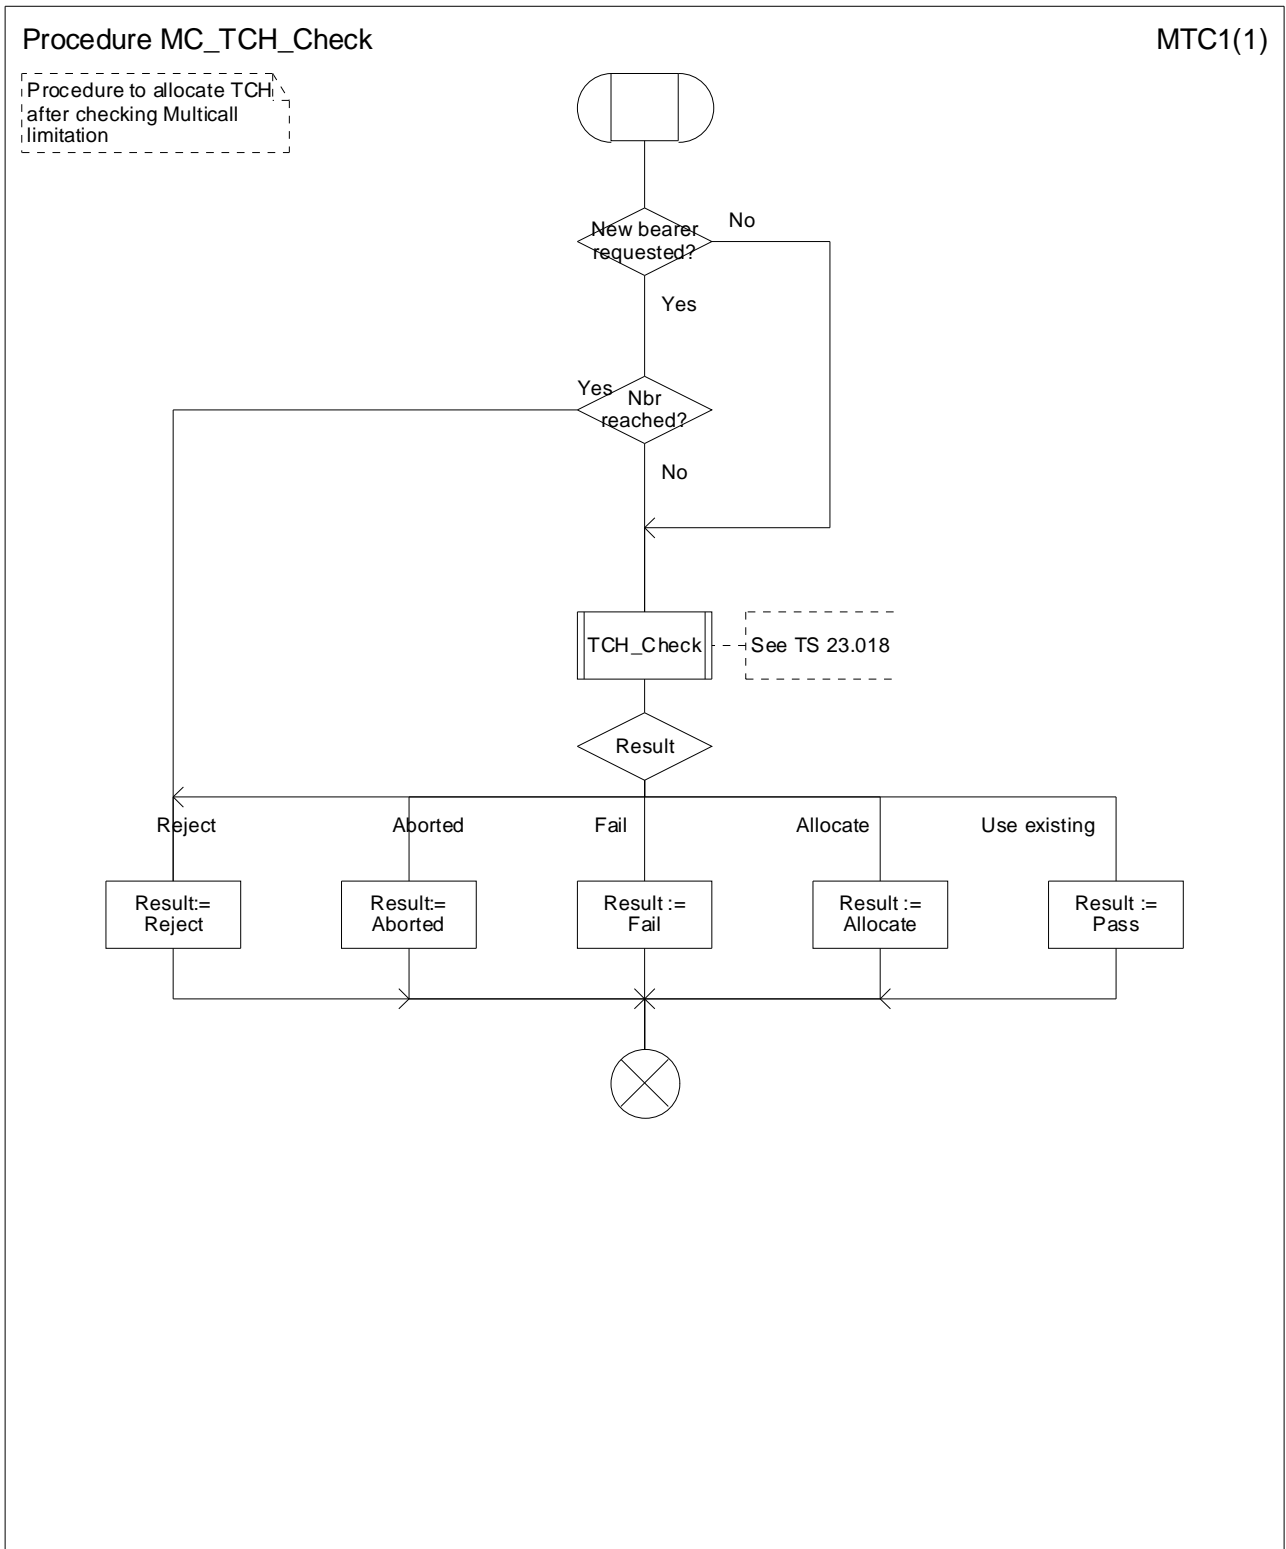 Procedure MC_TCH_Check
MTC1(1)
Procedure to allocate TCH
after checking Multicall
limitation
New bearer
requested?
No
Yes
Yes
Nbr
reached?
No
TCH_Check
See TS 23.018
Result
Reject
Aborted
Fail
Allocate
Use existing
Result:=
Reject
Result:=
Aborted
Result :=
Fail
Result :=
Allocate
Result :=
Pass